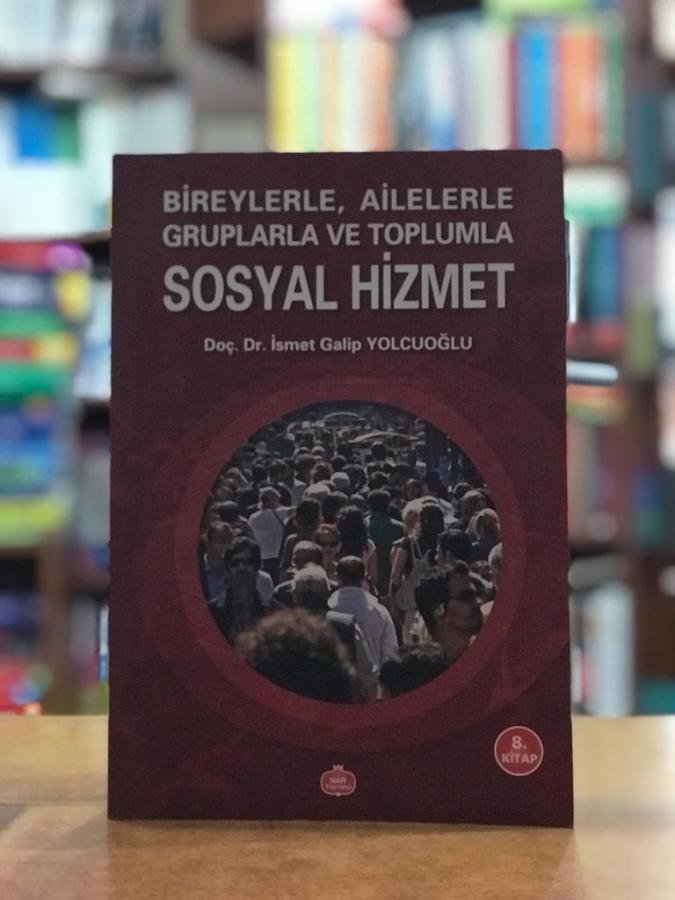 BİREYLERLE, AİLELERLE
GRUPLARLA VE TOPLUMLA
SOSYAL HİZMET
Doç. Dr. İsmet Galip YOLCUOĞLU
8.
KİTAP
NAR
Yayınevi